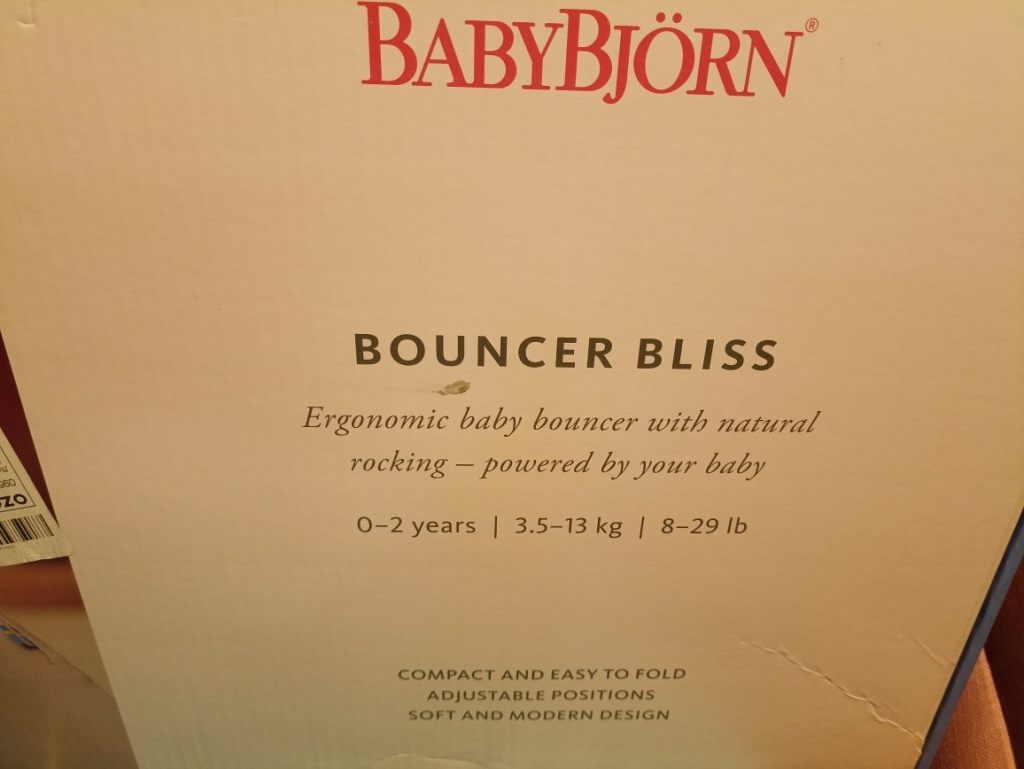 BABYBJÖRN®
BOUNCER BLISS
Ergonomic baby bouncer with natural
rocking – powered by your baby
0–2 years | 3.5–13 kg | 8–29 lb
COMPACT AND EASY TO FOLD
ADJUSTABLE POSITIONS
SOFT AND MODERN DESIGN